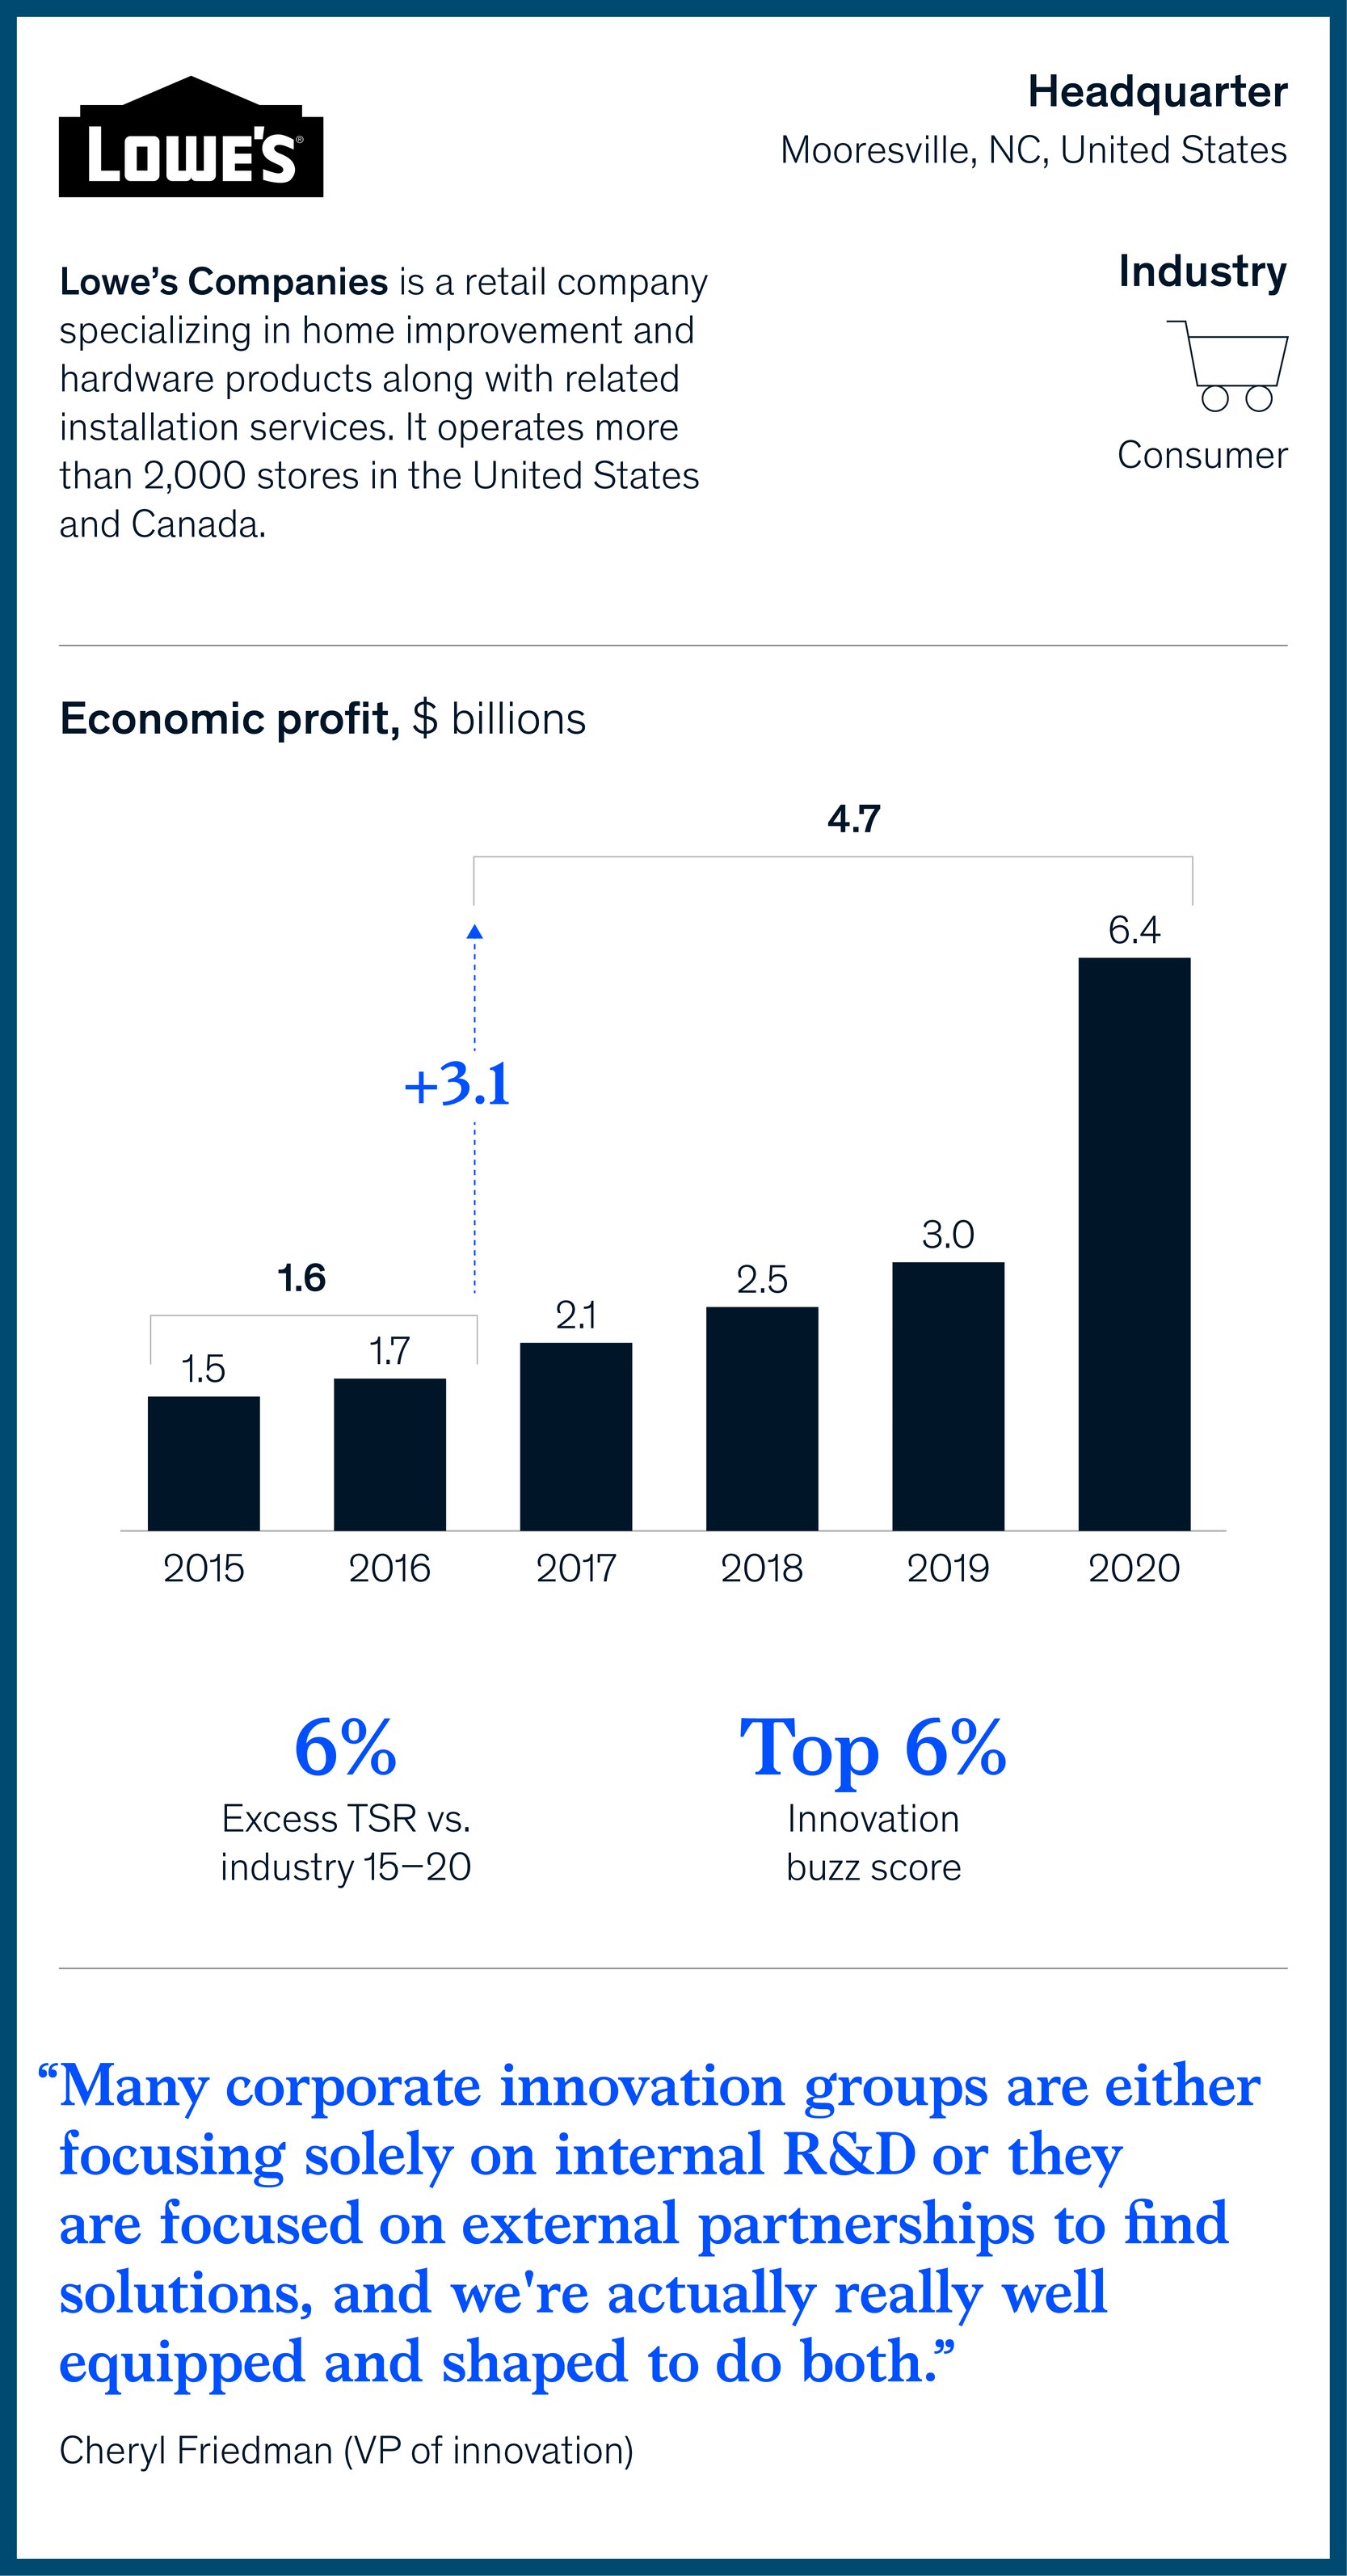 LOWE'S®
Headquarter
Mooresville, NC, United States
Lowe’s Companies is a retail company
specializing in home improvement and
hardware products along with related
installation services. It operates more
than 2,000 stores in the United States
and Canada.
Industry
Consumer
Economic profit, $ billions
4.7
6.4
+3.1
3.0
1.6
2.5
2.1
1.7
1.5
2015 2016 2017 2018 2019 2020
6% Top 6%
Excess TSR vs. Innovation
industry 15–20 buzz score
“Many corporate innovation groups are either
focusing solely on internal R&D or they
are focused on external partnerships to find
solutions, and we're actually really well
equipped and shaped to do both.”
Cheryl Friedman (VP of innovation)